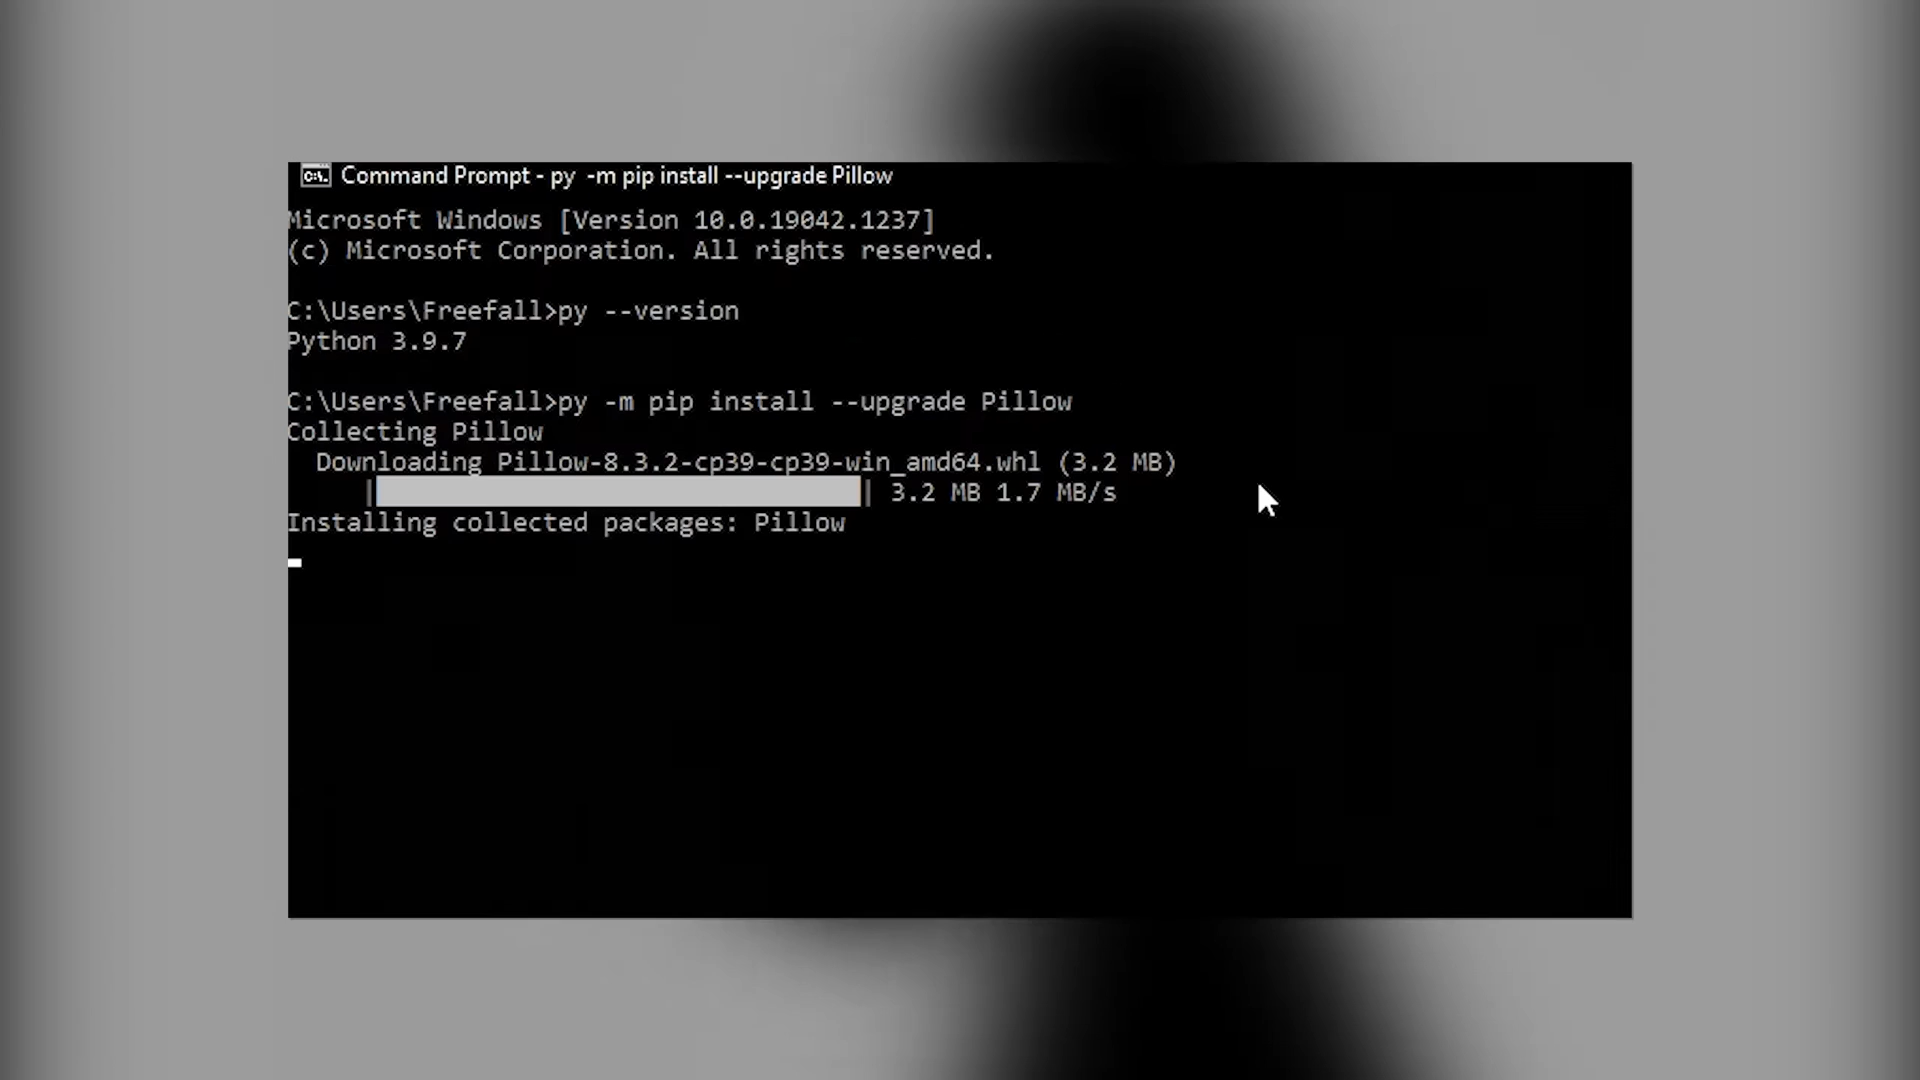 Command Prompt - py  -m pip install --upgrade Pillow
Microsoft Windows [Version 10.0.19042.1237]
(c) Microsoft Corporation. All rights reserved.
C:\Users\Freefall>py --version
Python 3.9.7
C:\Users\Freefall>py -m pip install --upgrade Pillow
Collecting Pillow
Downloading Pillow-8.3.2-cp39-cp39-win_amd64.whl (3.2 MB)
| | 3.2 MB 1.7 MB/s
Installing collected packages: Pillow